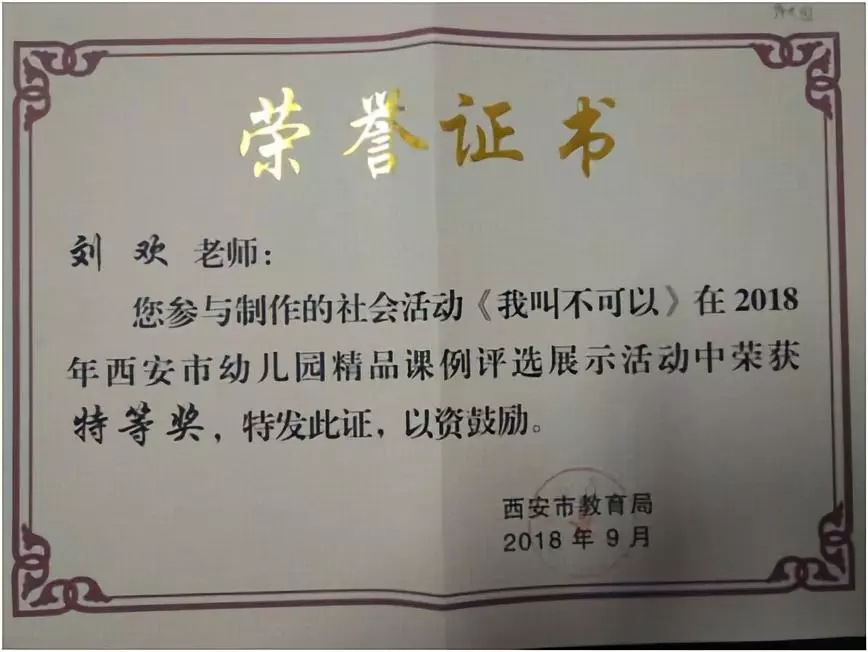 荣誉证书
刘欢 老师：
您参与制作的社会活动《我叫不可以》在2018
年西安市幼儿园精品课例评选展示活动中荣获
特等奖，特发此证，以资鼓励。
西安市教育局
2018年9月